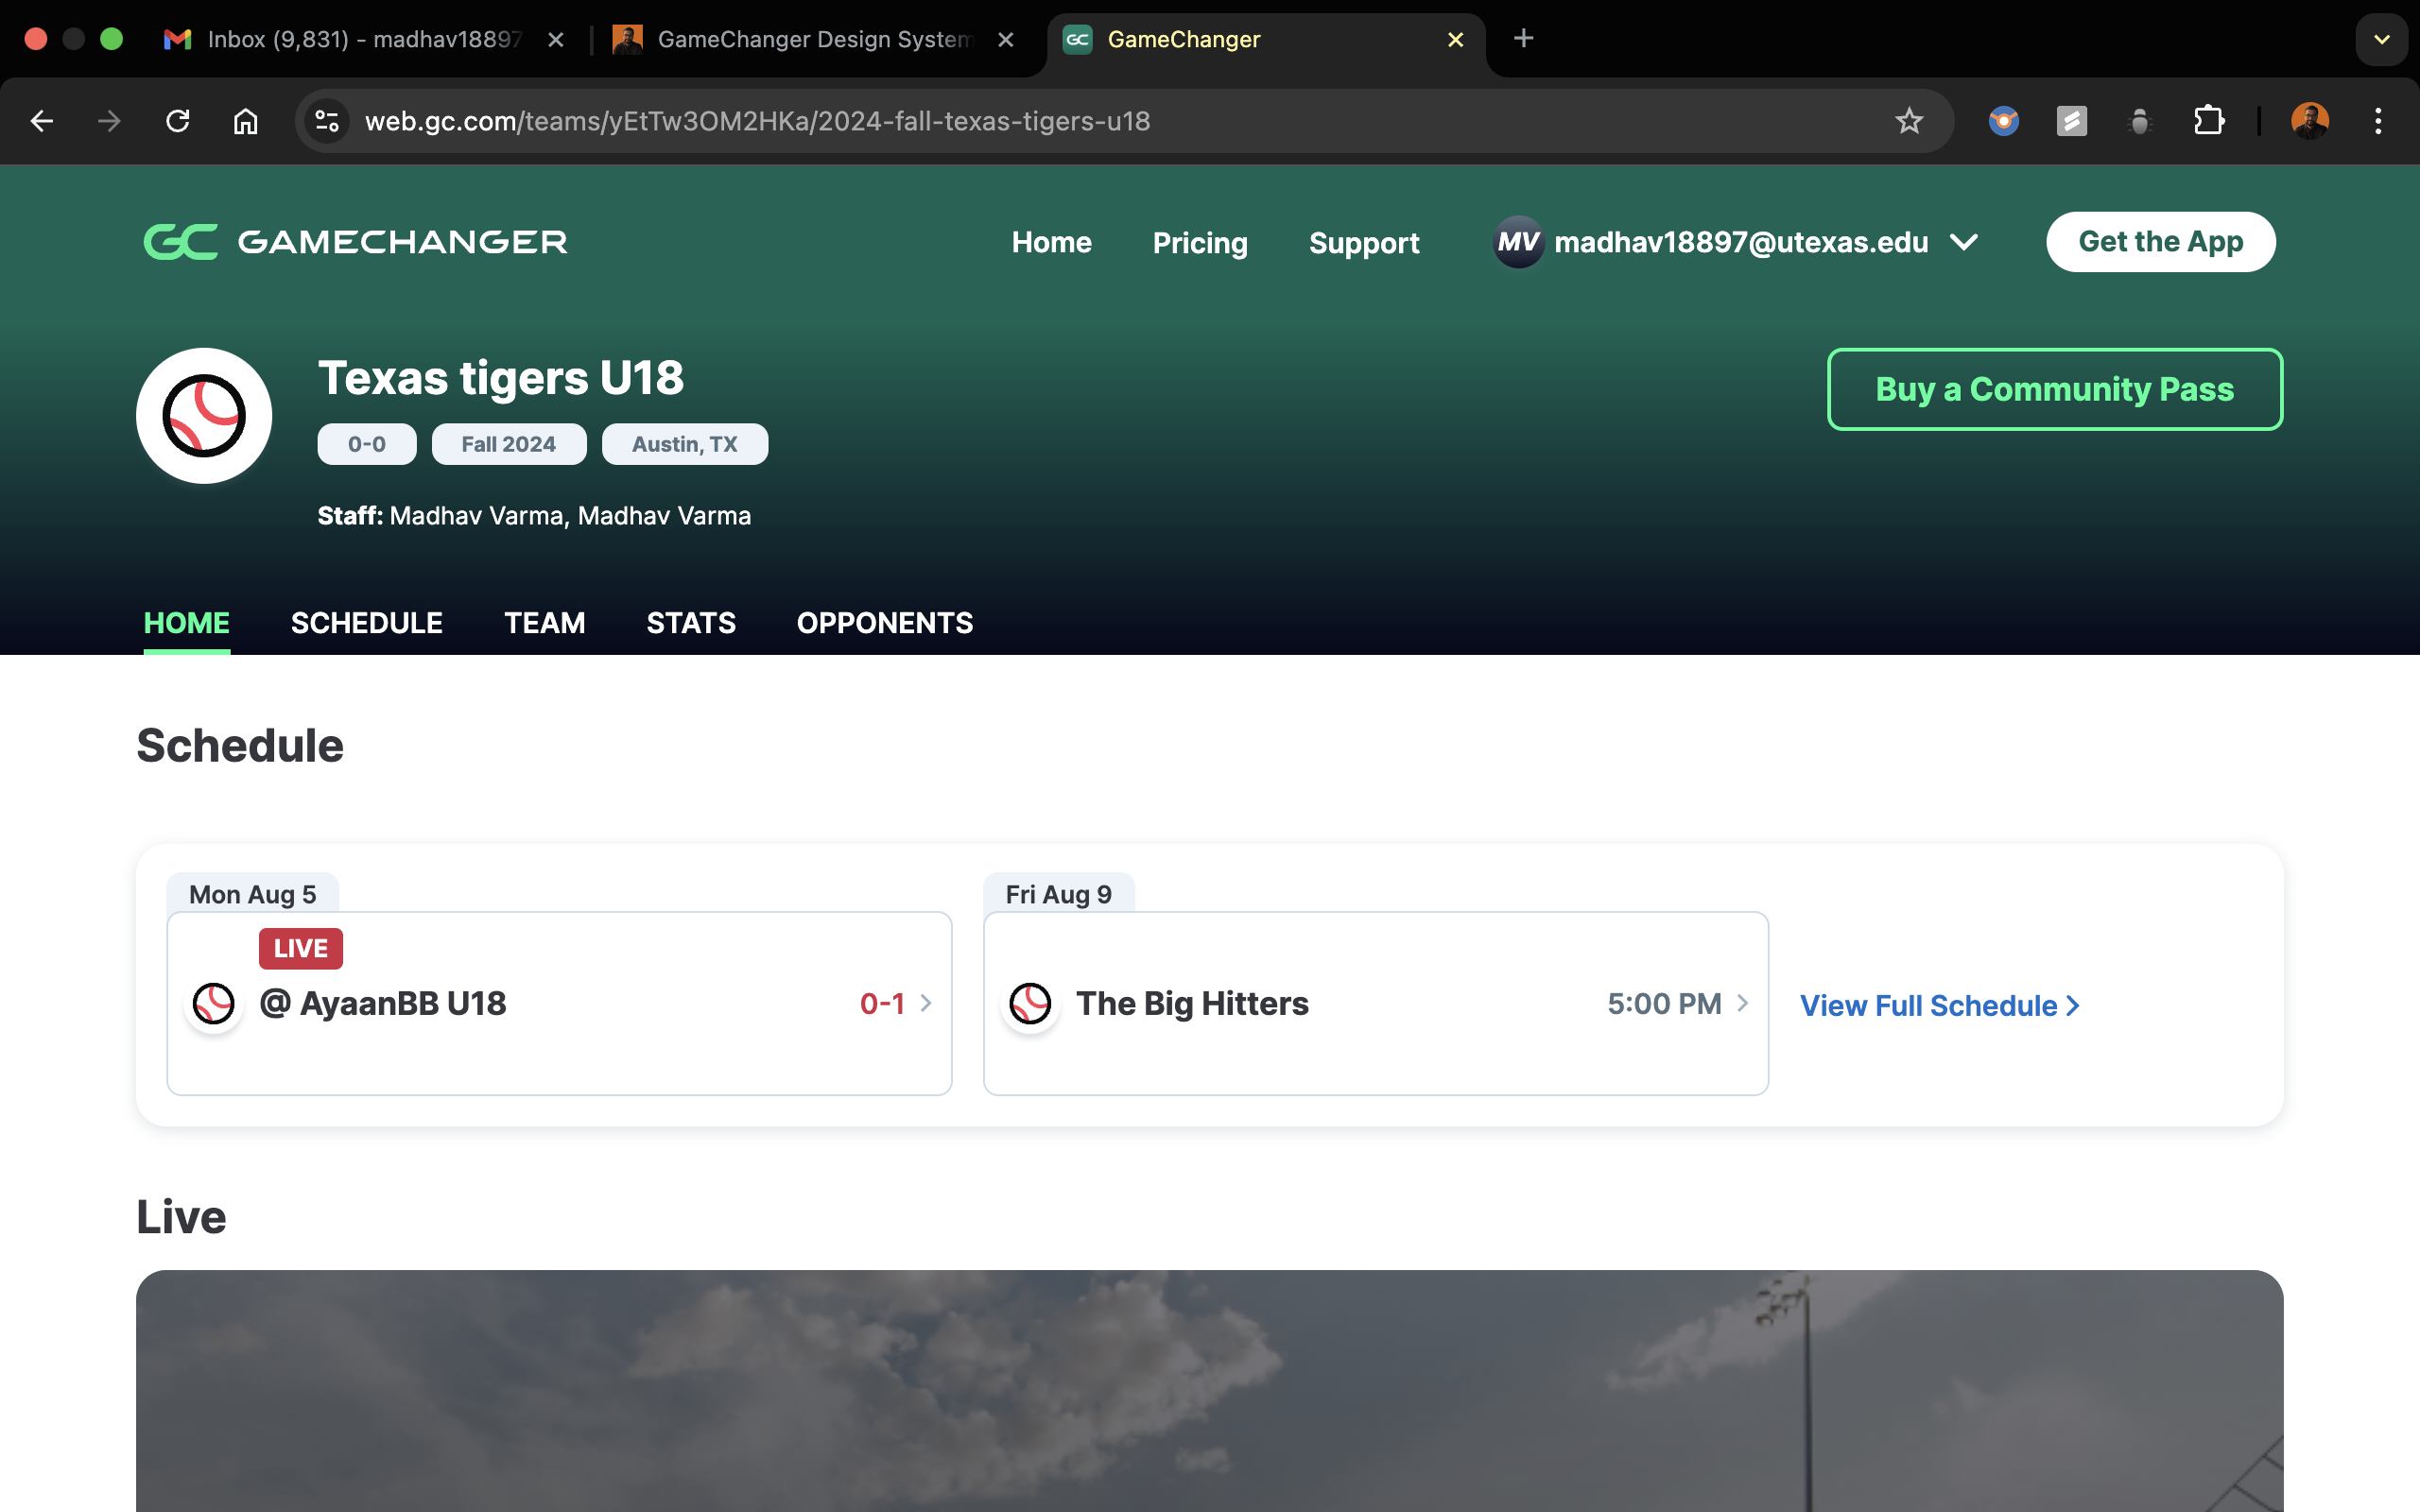 Inbox (9,831) - madhav18897
GameChanger Design System
GameChanger
web.gc.com/teams/yEtTw3OM2HKa/2024-fall-texas-tigers-u18
GC GAMECHANGER
Home
Pricing
Support
MV madhav18897@utexas.edu
Get the App
Texas tigers U18
Buy a Community Pass
0-0
Fall 2024
Austin, TX
Staff: Madhav Varma, Madhav Varma
HOME
SCHEDULE
TEAM
STATS
OPPONENTS
Schedule
Mon Aug 5
LIVE
@ AyaanBB U18
0-1
Fri Aug 9
The Big Hitters
5:00 PM
View Full Schedule
Live